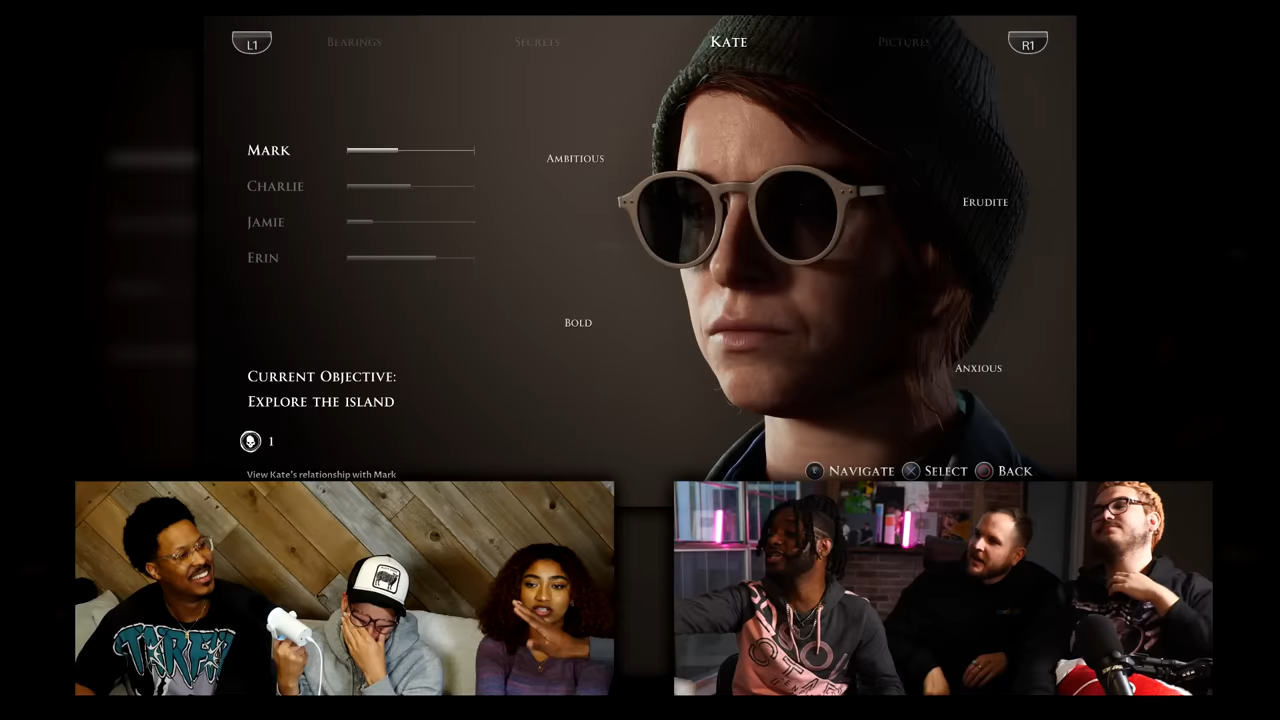 L1
BEARINGS
SECRETS
KATE
PICTURES
R1
MARK
CHARLIE
JAMIE
ERIN
AMBITIOUS
ERUDITE
BOLD
ANXIOUS
CURRENT OBJECTIVE:
EXPLORE THE ISLAND
1
View Kate's relationship with Mark
NAVIGATE
SELECT
BACK